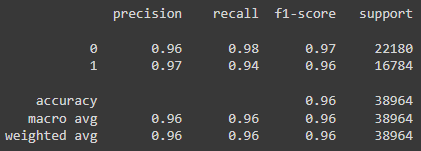 precision recall f1-score support
0 0.96 0.98 0.97 22180
1 0.97 0.94 0.96 16784
accuracy 0.96 38964
macro avg 0.96 0.96 0.96 38964
weighted avg 0.96 0.96 0.96 38964